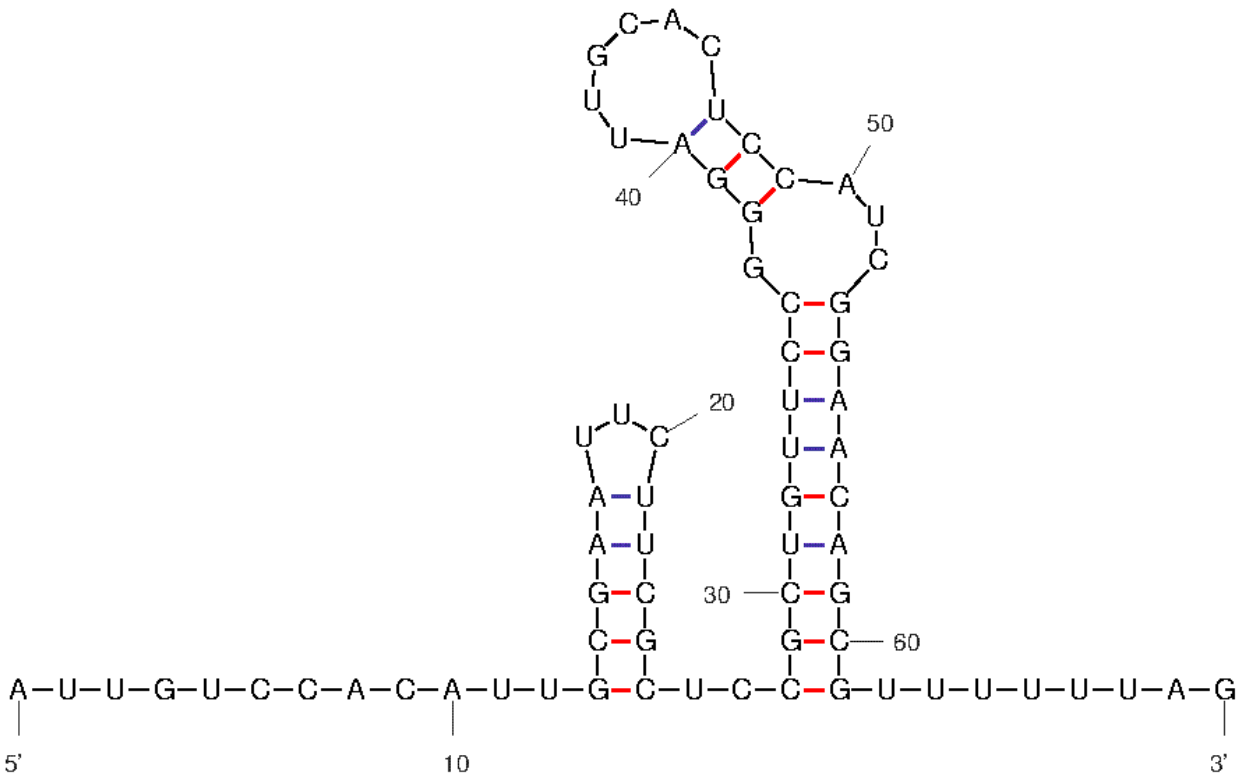 C A
G C
U U
50
U A C
G C A
40
G U
G C
C G
C G
U A
20
U
U C
U A
A U G C
A U U A
G C 30 C G
C G G C 60
A U U G U C C A C A U U G C U C C G U U U U U U A G
5' 10 3'